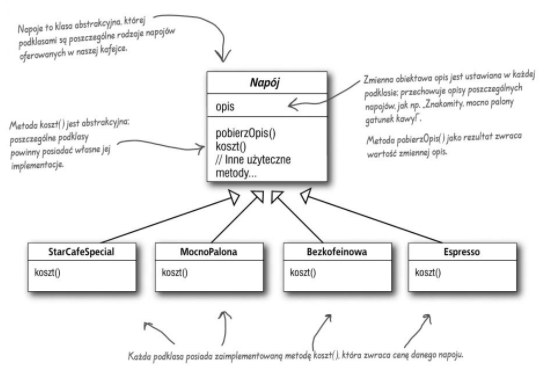 Napoje to klasa abstrakcyjna, której
podklasami są poszczególne rodzaje napojów
oferowanych w naszej kafejce.
Napój
opis
pobierzOpis()
koszt()
// Inne użyteczne
metody...
Zmienna obiektowa opis jest ustawiana w każdej
podklasie; przechowuje opisy poszczególnych
napojów, jak np. „Znakomity, mocno palony
gatunek kawy!”.
Metoda pobierzOpis() jako rezultat zwraca
wartość zmiennej opis.
Metoda koszt() jest abstrakcyjna;
poszczególne podklasy
powinny posiadać własne jej
implementacje.
StarCafeSpecial
koszt()
MocnoPalona
koszt()
Bezkofeinowa
koszt()
Espresso
koszt()
Każda podklasa posiada zaimplementowaną metodę koszt(), która zwraca cenę danego napoju.